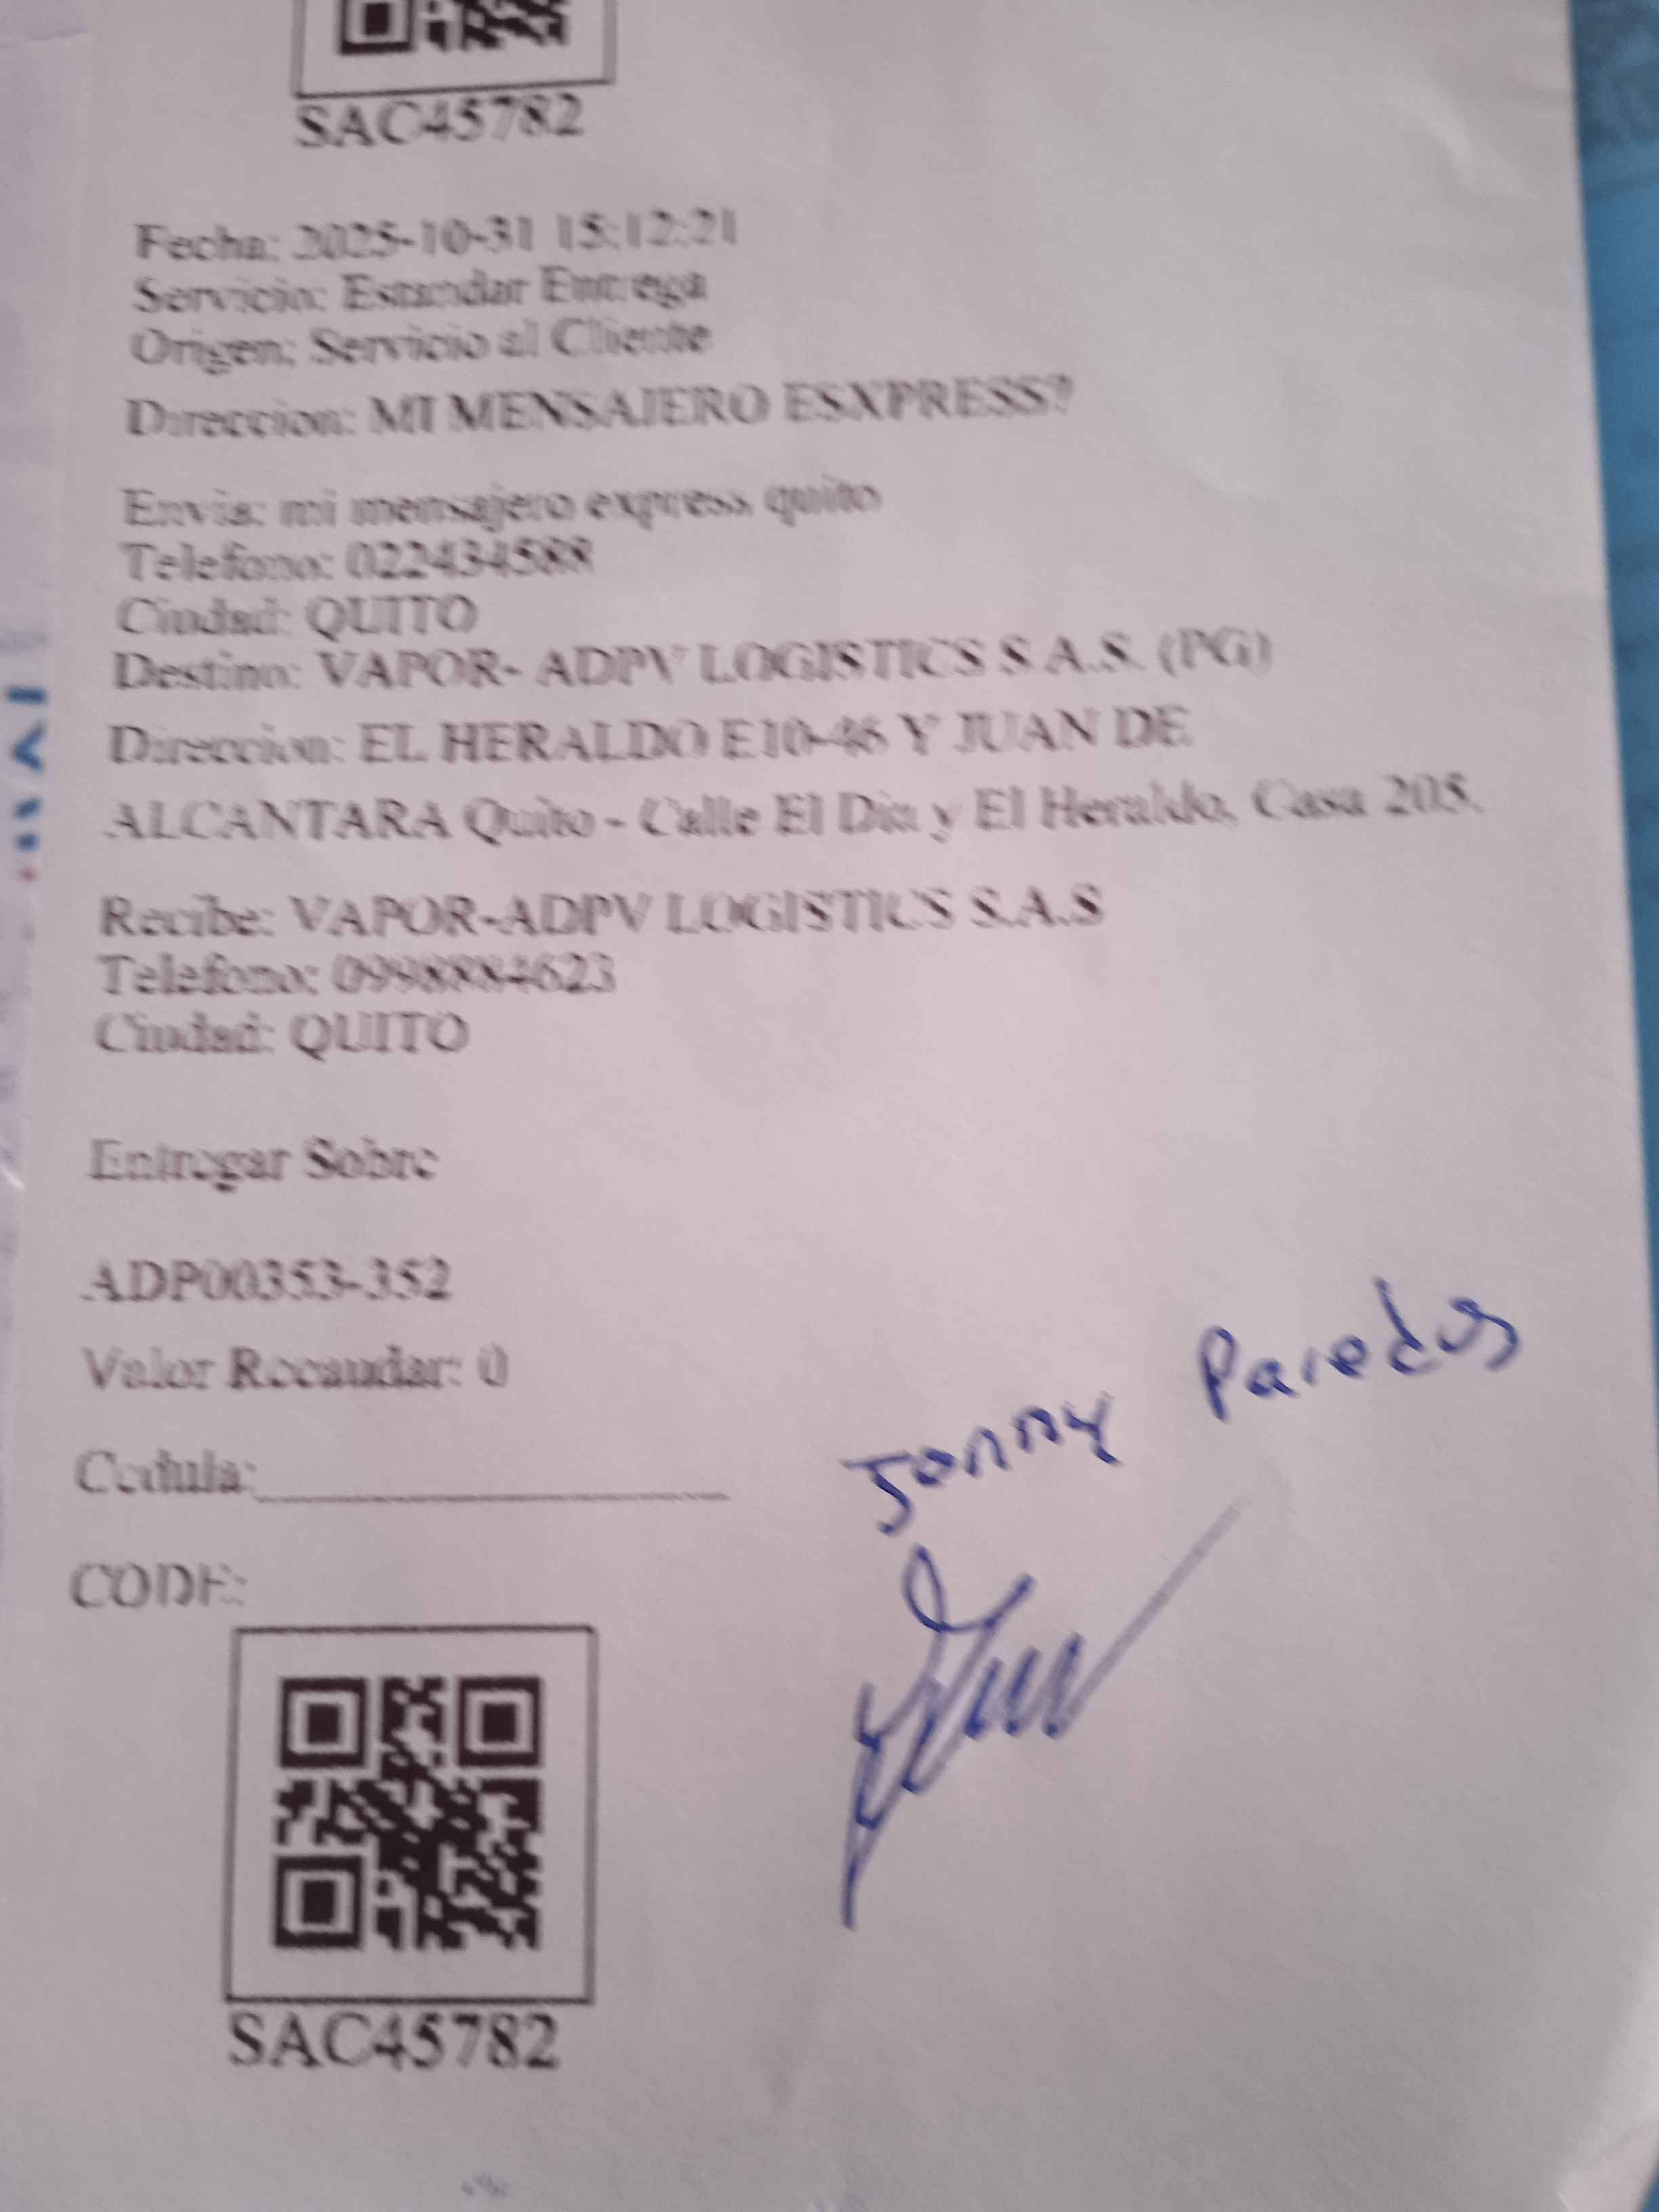 SAC45782
Fecha: 2025-10-31 15:12:21
Servicio: Estandar Entrega
Origen: Servicio al Cliente
Direccion: MI MENSAJERO ESXPRESS?
Envia: mi mensajero express quito
Telefono: 022434588
Ciudad: QUITO
Destino: VAPOR- ADPV LOGISTICS S.A.S. (PG)
Direccion: EL HERALDO E10-46 Y JUAN DE
ALCANTARA Quito - Calle El Dia y El Heraldo, Casa 205.
Recibe: VAPOR-ADPV LOGISTICS S.A.S
Telefono: 0998884623
Ciudad: QUITO
Entregar Sobre
ADP00353-352
Valor Recaudar: 0
Cedula:
Jonny Paredes
CODE:
SAC45782